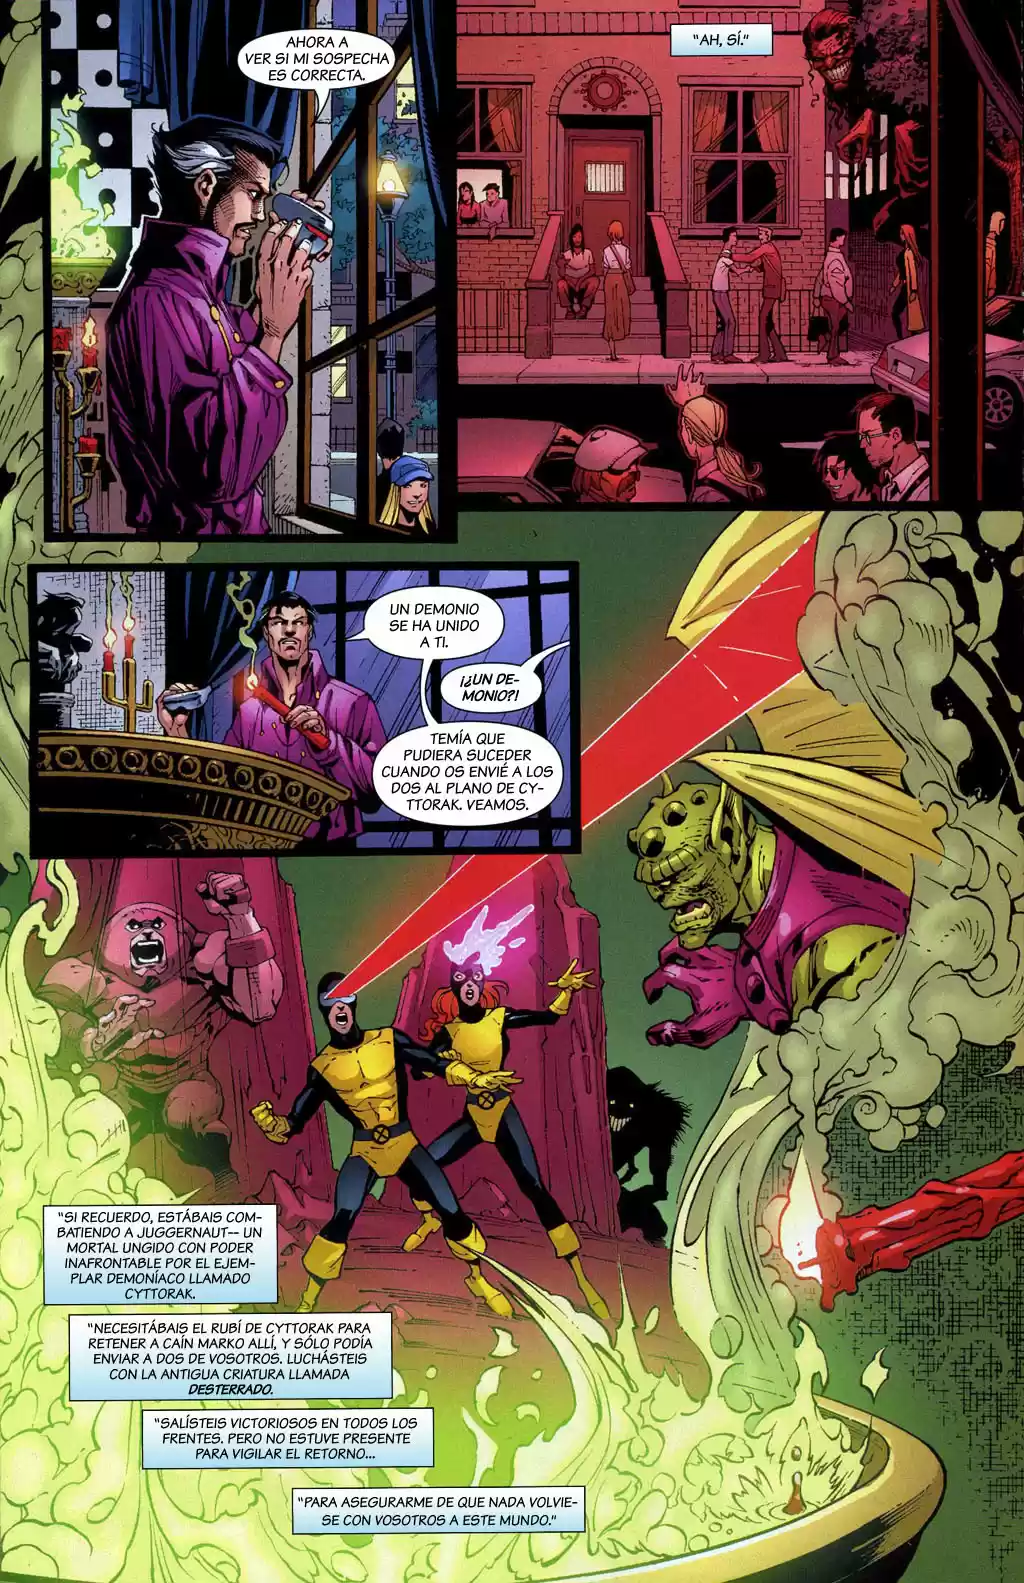 AHORA A
VER SI MI SOSPECHA
ES CORRECTA.
"AH, SÍ."
UN DEMONIO
SE HA UNIDO
A TI.
¡¿UN DE-
MONIO?!
TEMÍA QUE
PUDIERA SUCEDER
CUANDO OS ENVIÉ A LOS
DOS AL PLANO DE CY-
TTORAK. VEAMOS.
"SI RECUERDO, ESTÁBAIS COM-
BATIENDO A JUGGERNAUT-- UN
MORTAL UNGIDO CON PODER
INAFRONTABLE POR EL EJEM-
PLAR DEMONÍACO LLAMADO
CYTTORAK.
"NECESITÁBAIS EL RUBÍ DE CYTTORAK PARA
RETENER A CAÍN MARKO ALLÍ, Y SÓLO PODÍA
ENVIAR A DOS DE VOSOTROS. LUCHÁSTEIS
CON LA ANTIGUA CRIATURA LLAMADA
DESTERRADO.
"SALÍSTEIS VICTORIOSOS EN TODOS LOS
FRENTES. PERO NO ESTUVE PRESENTE
PARA VIGILAR EL RETORNO...
"PARA ASEGURARME DE QUE NADA VOLVIE-
SE CON VOSOTROS A ESTE MUNDO."